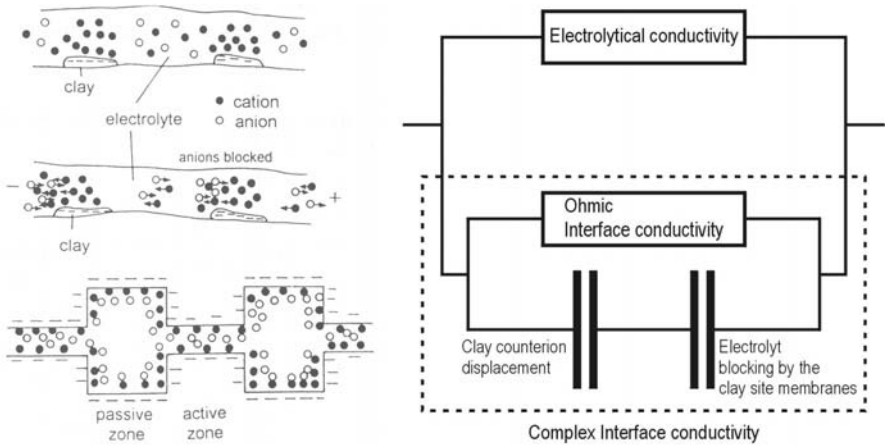 clay
electrolyte
cation
anion
anions blocked
−
+
clay
passive
zone
active
zone
Electrolytical conductivity
Ohmic
Interface conductivity
Clay counterion
displacement
Electrolyt
blocking by the
clay site membranes
Complex Interface conductivity